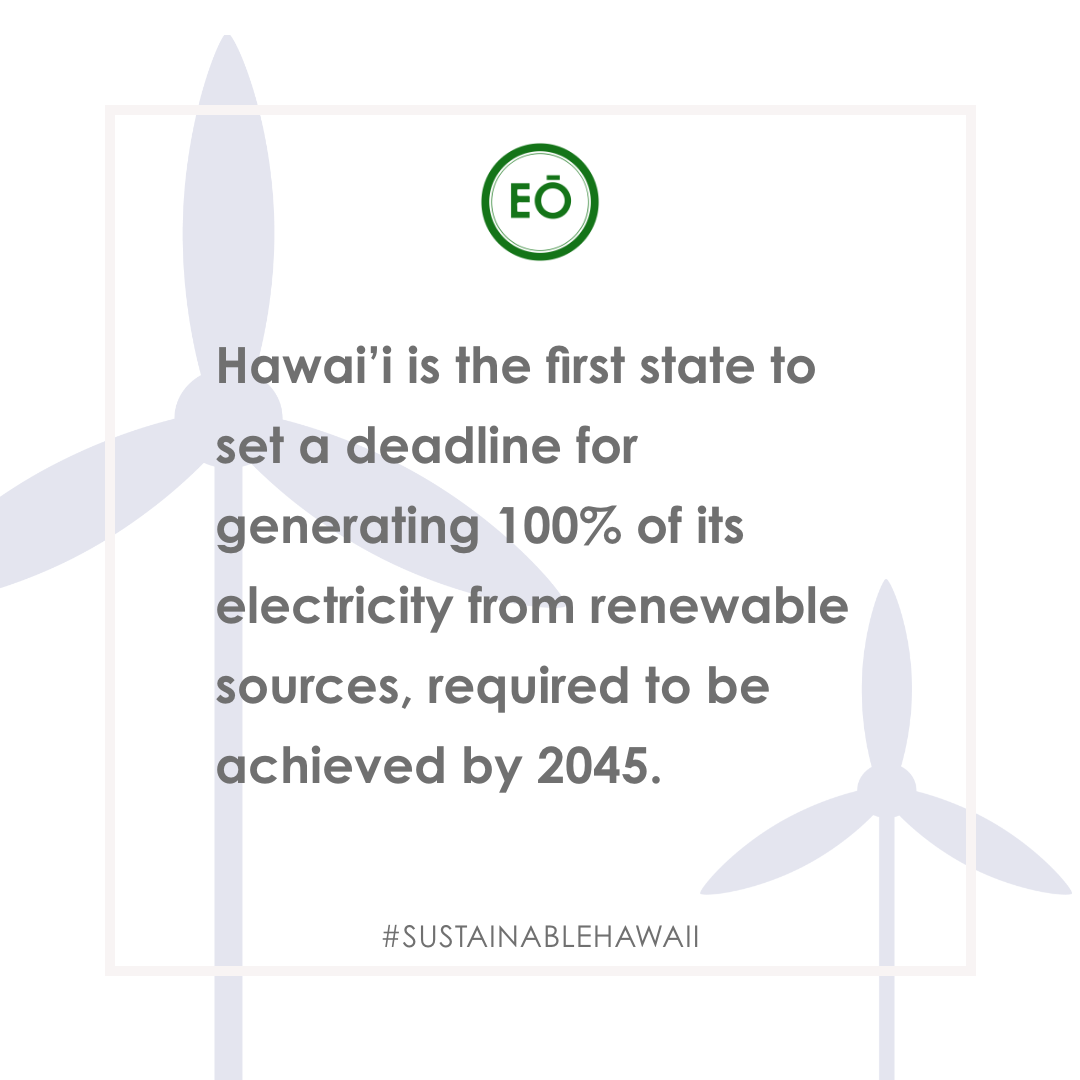 EŌ
Hawai’i is the first state to
set a deadline for
generating 100% of its
electricity from renewable
sources, required to be
achieved by 2045.
#SUSTAINABLEHAWAII